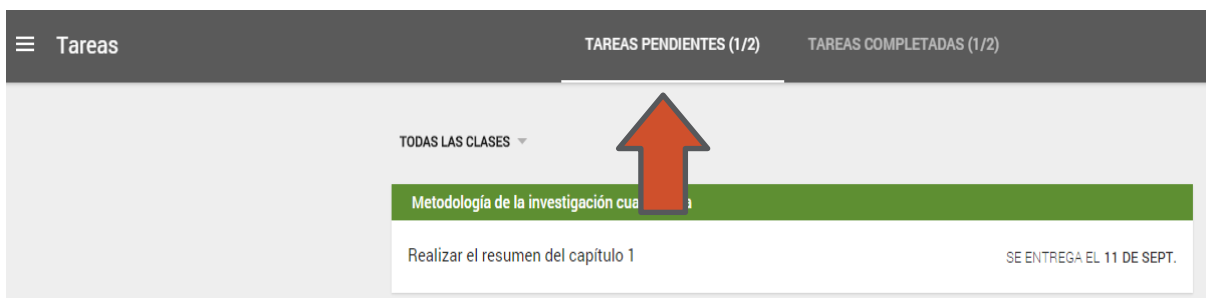 Tareas
TAREAS PENDIENTES (1/2)
TAREAS COMPLETADAS (1/2)
TODAS LAS CLASES
Metodología de la investigación
Realizar el resumen del capítulo 1
SE ENTREGA EL 11 DE SEPT.